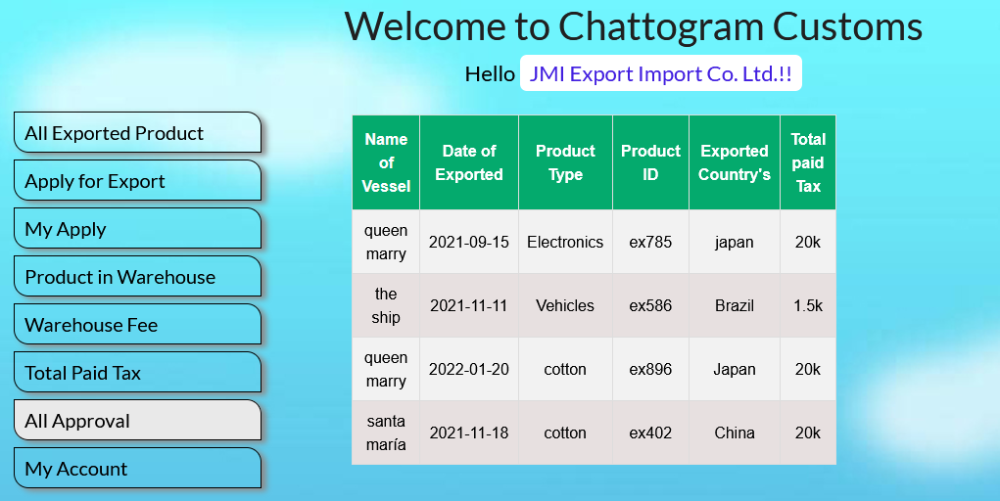 Welcome to Chattogram Customs
Hello JMI Export Import Co. Ltd.!!
All Exported Product
Apply for Export
My Apply
Product in Warehouse
Warehouse Fee
Total Paid Tax
All Approval
My Account
Name of Vessel Date of Exported Product Type Product ID Exported Country's Total paid Tax
queen marry 2021-09-15 Electronics ex785 japan 20k
the ship 2021-11-11 Vehicles ex586 Brazil 1.5k
queen marry 2022-01-20 cotton ex896 Japan 20k
santa maría 2021-11-18 cotton ex402 China 20k